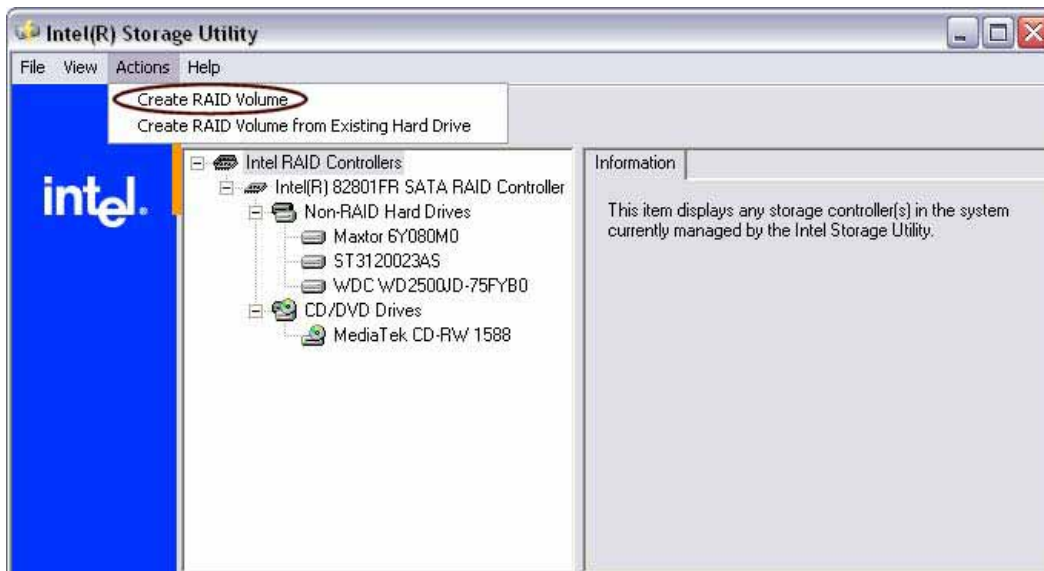 Intel(R) Storage Utility
File View Actions Help
Create RAID Volume
Create RAID Volume from Existing Hard Drive
intel.
Intel RAID Controllers
Intel(R) 82801FR SATA RAID Controller
Non-RAID Hard Drives
Maxtor 6Y080M0
ST3120023AS
WDC WD2500JD-75FYB0
CD/DVD Drives
MediaTek CD-RW 1588
Information
This item displays any storage controller(s) in the system
currently managed by the Intel Storage Utility.